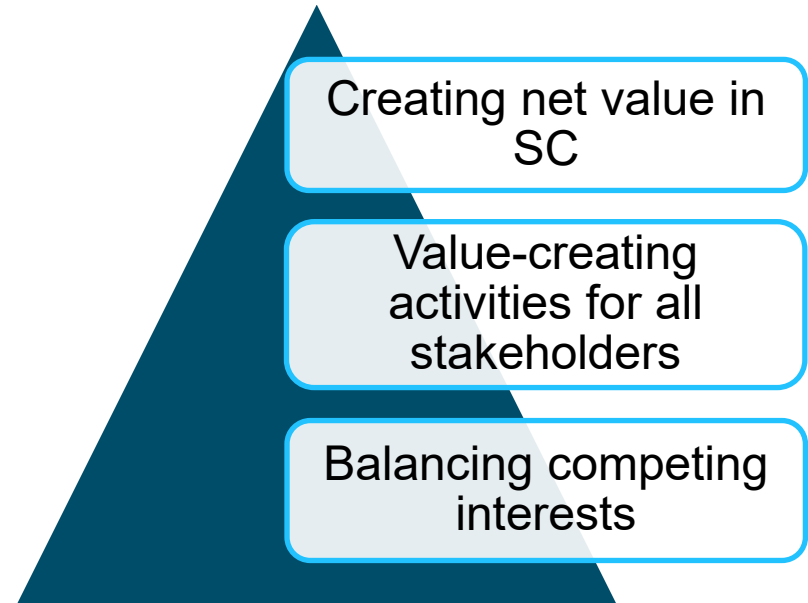 Creating net value in
SC
Value-creating
activities for all
stakeholders
Balancing competing
interests